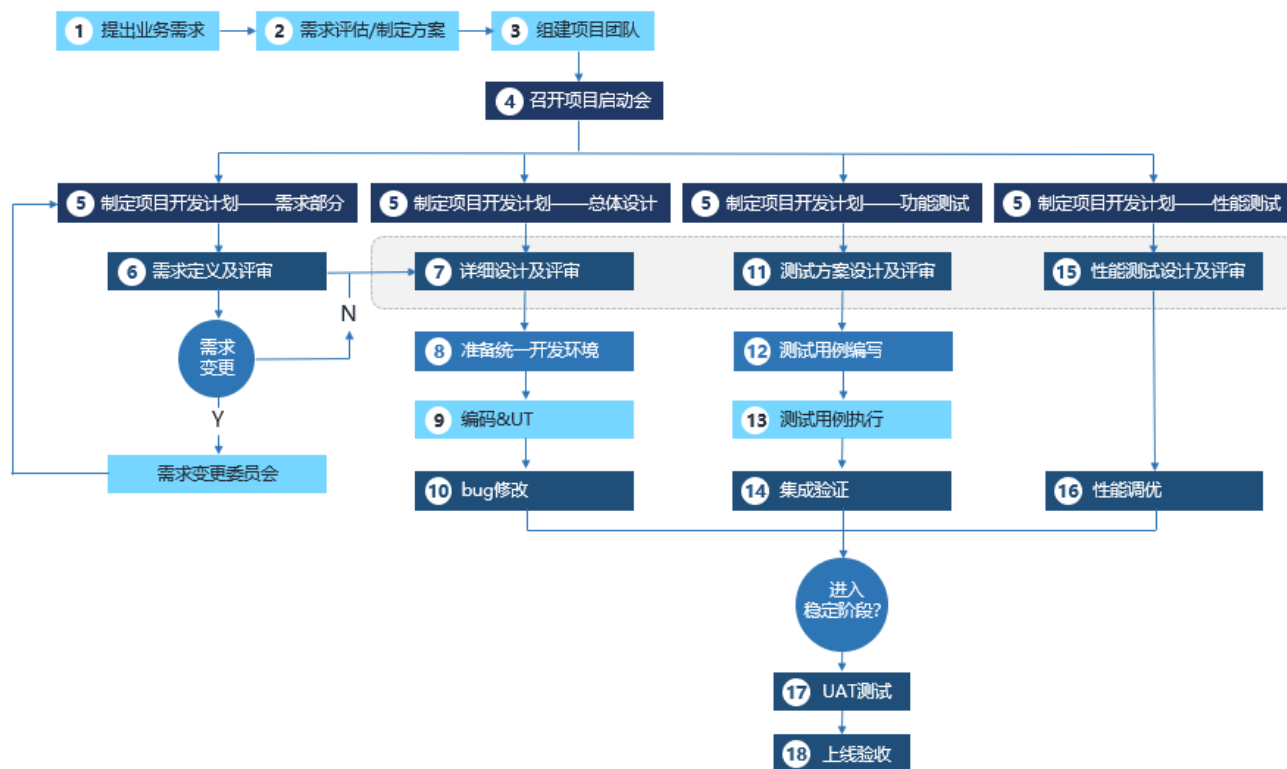 1 提出业务需求
2 需求评估/制定方案
3 组建项目团队
4 召开项目启动会
5 制定项目开发计划——需求部分
5 制定项目开发计划——总体设计
5 制定项目开发计划——功能测试
5 制定项目开发计划——性能测试
6 需求定义及评审
7 详细设计及评审
11 测试方案设计及评审
15 性能测试设计及评审
N
需求
变更
8 准备统一开发环境
12 测试用例编写
Y
9 编码&UT
13 测试用例执行
需求变更委员会
10 bug修改
14 集成验证
16 性能调优
进入
稳定阶段?
17 UAT测试
18 上线验收